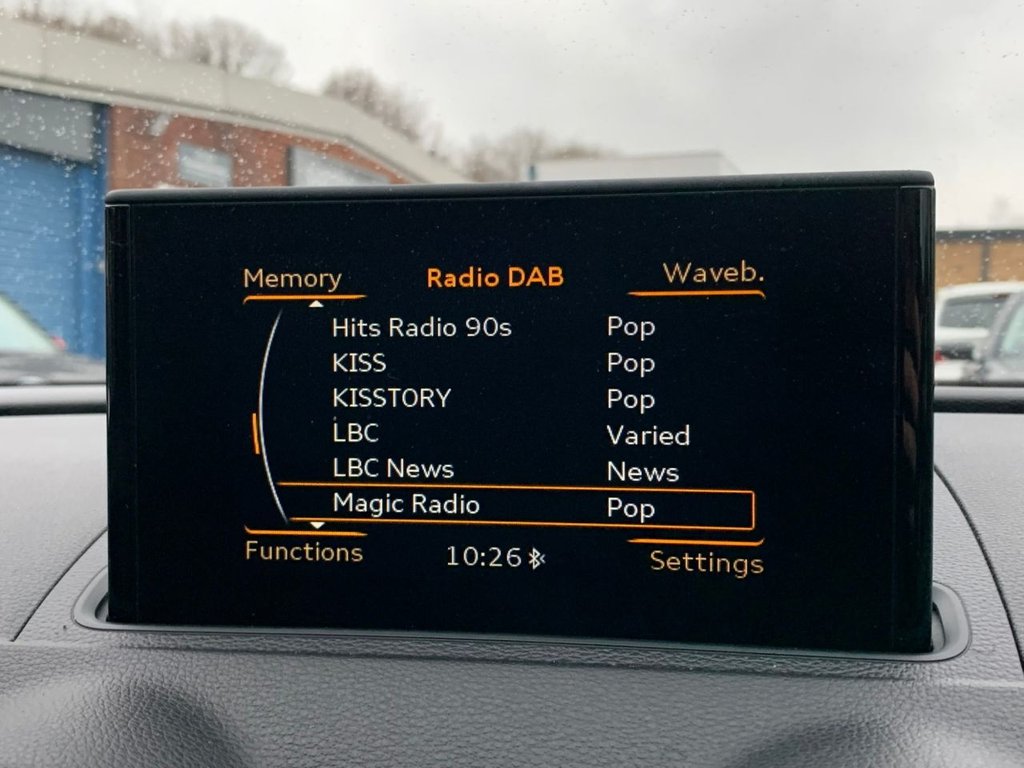 Memory Radio DAB Waveb.
Hits Radio 90s Pop
KISS Pop
KISSTORY Pop
LBC Varied
LBC News News
Magic Radio Pop
Functions 10:26 Settings